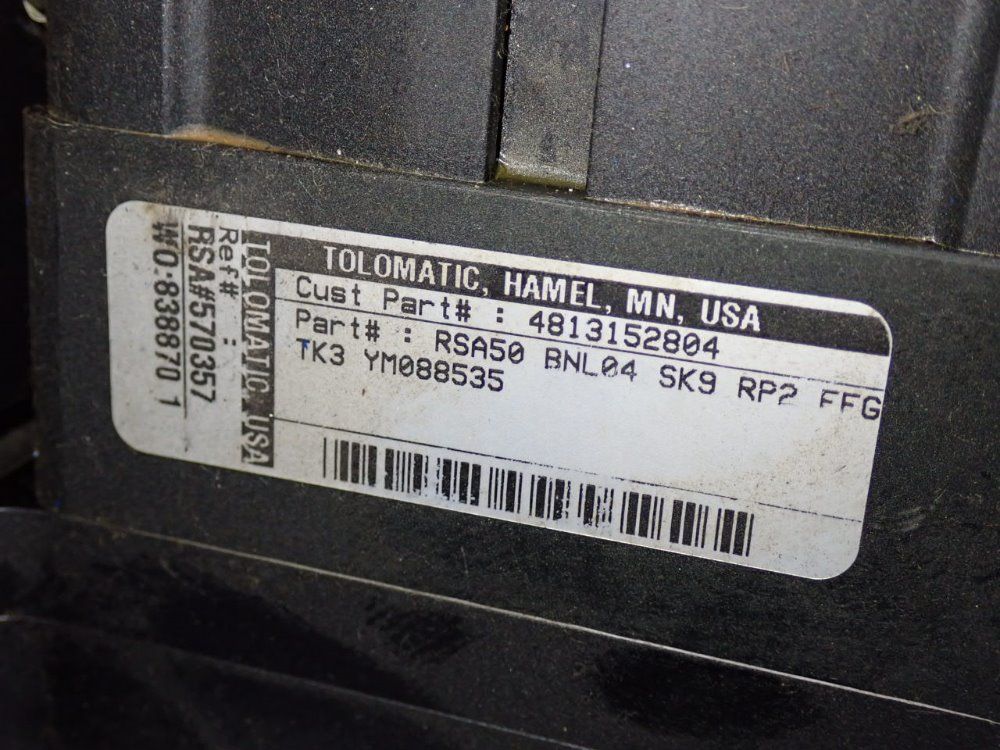 TOLOMATIC, HAMEL, MN, USA
Cust Part# : 4813152804
Part# : RSA50 BNL04 SK9 RP2 FFG
TK3 YM088535
TOLOMATIC, USA
Ref# :
RSA#570357
W/O:838870 1